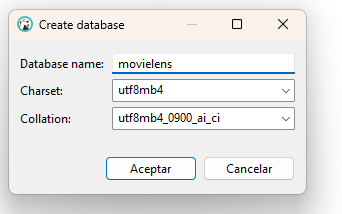 Create database
Database name: movielens
Charset: utf8mb4
Collation: utf8mb4_0900_ai_ci
Aceptar Cancelar